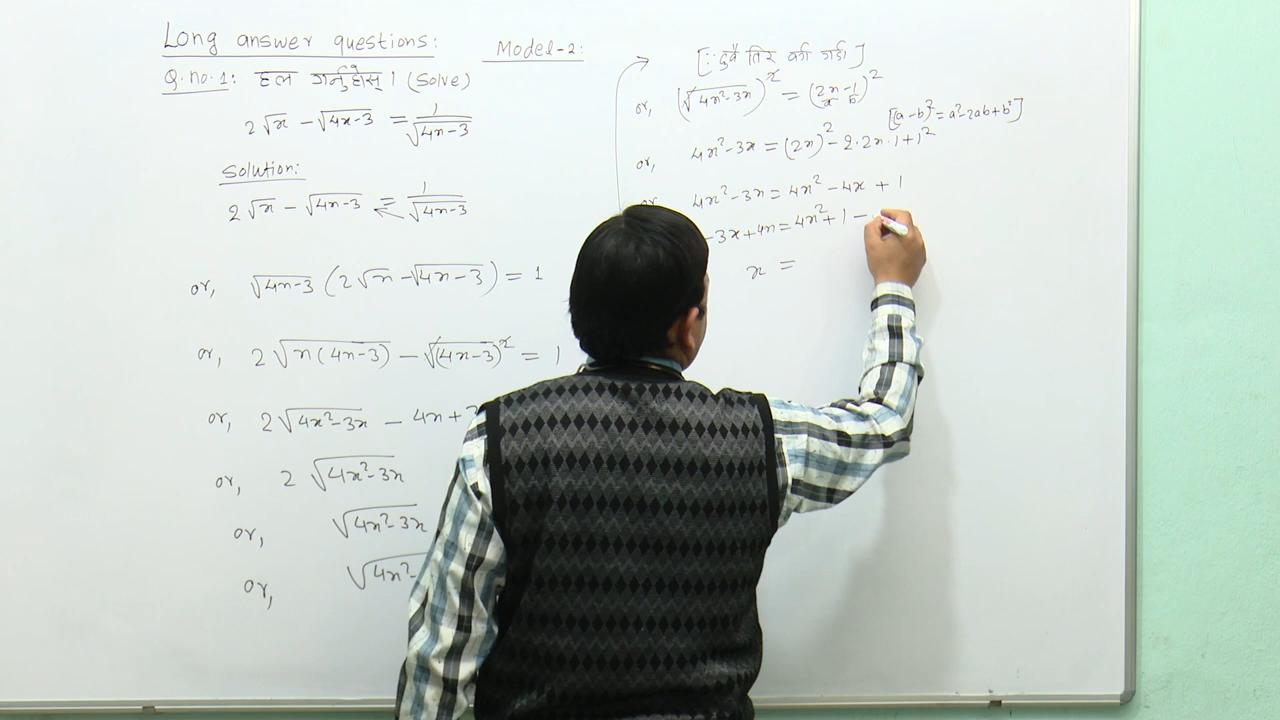 Long answer questions:
Model-2:
Q.no.1: हल गर्नुहोस् । (Solve)
2√x − √4x-3 = 1/√4x-3
Solution:
2√x − √4x-3 = 1/√4x-3
or, √4x-3 (2√x − √4x-3) = 1
or, 2√x(4x-3) − √(4x-3)² = 1
or, 2√4x²-3x − 4x+
or, 2 √4x²-3x
or, √4x²-3x
or, √4x²-
[∵ दुवै तिर वर्ग गर्दा]
or, (√4x²-3x)² = (2x-1)²
a b
[(a-b)² = a²-2ab+b²]
or, 4x²-3x = (2x)² - 2·2x·1+1²
or, 4x²-3x = 4x² - 4x + 1
-3x+4x = 4x²+1 −
x =